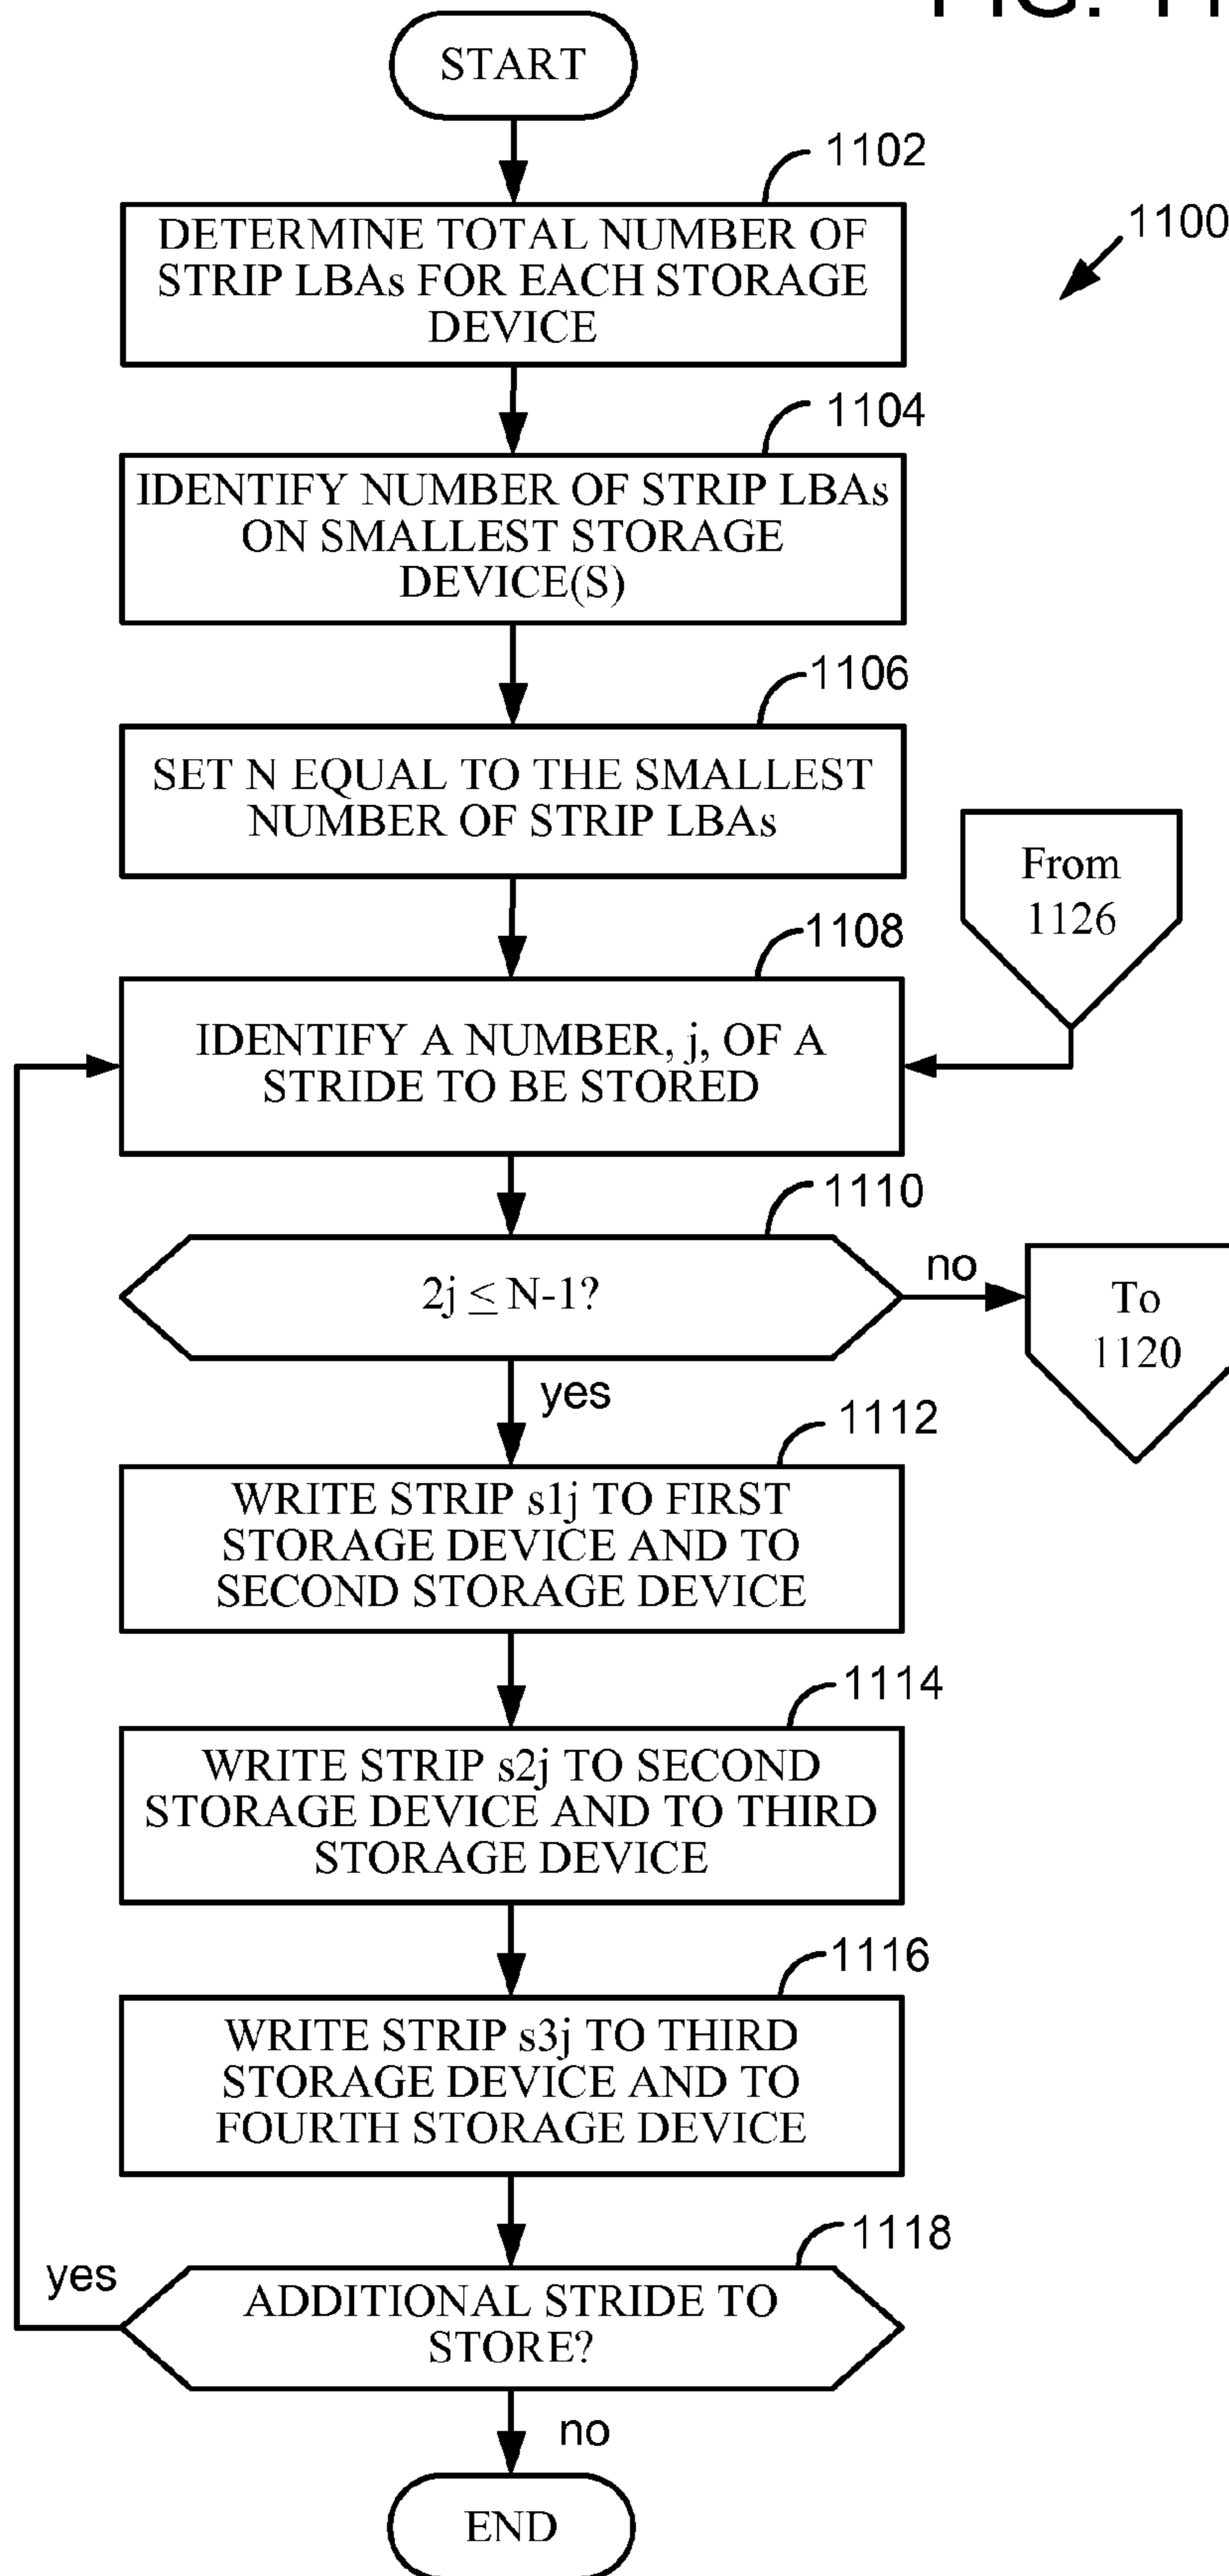 FIG. 11
START
1102
1100
DETERMINE TOTAL NUMBER OF
STRIP LBAs FOR EACH STORAGE
DEVICE
1104
IDENTIFY NUMBER OF STRIP LBAs
ON SMALLEST STORAGE
DEVICE(S)
1106
SET N EQUAL TO THE SMALLEST
NUMBER OF STRIP LBAs
From
1126
1108
IDENTIFY A NUMBER, j, OF A
STRIDE TO BE STORED
1110
2j ≤ N-1?
no
To
1120
yes
1112
WRITE STRIP s1j TO FIRST
STORAGE DEVICE AND TO
SECOND STORAGE DEVICE
1114
WRITE STRIP s2j TO SECOND
STORAGE DEVICE AND TO THIRD
STORAGE DEVICE
1116
WRITE STRIP s3j TO THIRD
STORAGE DEVICE AND TO
FOURTH STORAGE DEVICE
1118
yes
ADDITIONAL STRIDE TO
STORE?
no
END